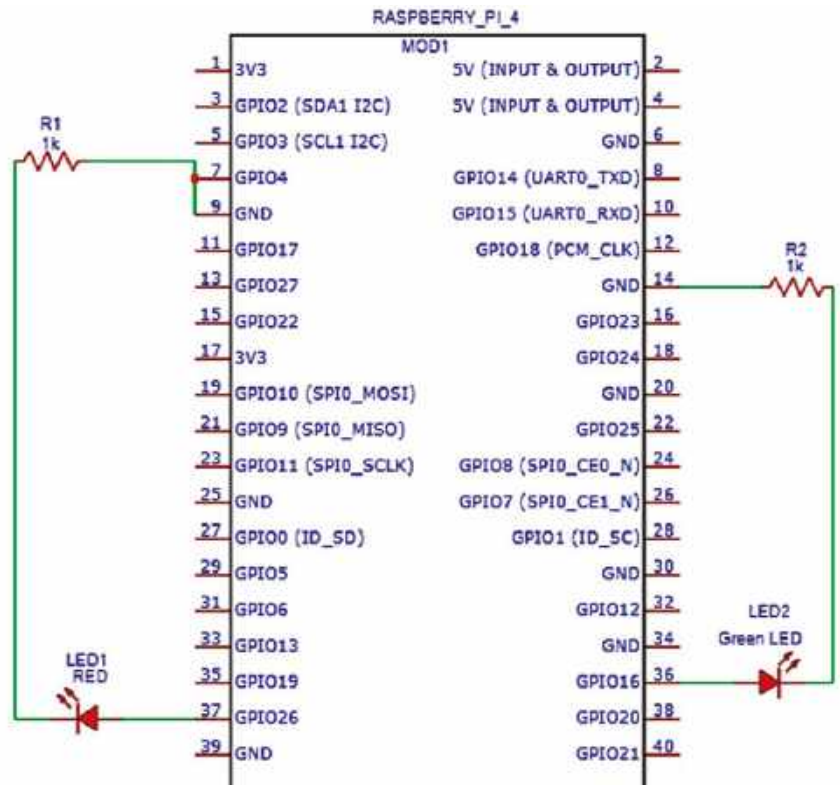 RASPBERRY_PI_4
MOD1
1 3V3 5V (INPUT & OUTPUT) 2
3 GPIO2 (SDA1 I2C) 5V (INPUT & OUTPUT) 4
R1
1k
5 GPIO3 (SCL1 I2C) GND 6
7 GPIO4 GPIO14 (UART0_TXD) 8
9 GND GPIO15 (UART0_RXD) 10
11 GPIO17 GPIO18 (PCM_CLK) 12
R2
1k
13 GPIO27 GND 14
15 GPIO22 GPIO23 16
17 3V3 GPIO24 18
19 GPIO10 (SPI0_MOSI) GND 20
21 GPIO9 (SPI0_MISO) GPIO25 22
23 GPIO11 (SPI0_SCLK) GPIO8 (SPI0_CE0_N) 24
25 GND GPIO7 (SPI0_CE1_N) 26
27 GPIO0 (ID_SD) GPIO1 (ID_SC) 28
29 GPIO5 GND 30
31 GPIO6 GPIO12 32
LED2
Green LED
33 GPIO13 GND 34
LED1
RED
35 GPIO19 GPIO16 36
37 GPIO26 GPIO20 38
39 GND GPIO21 40